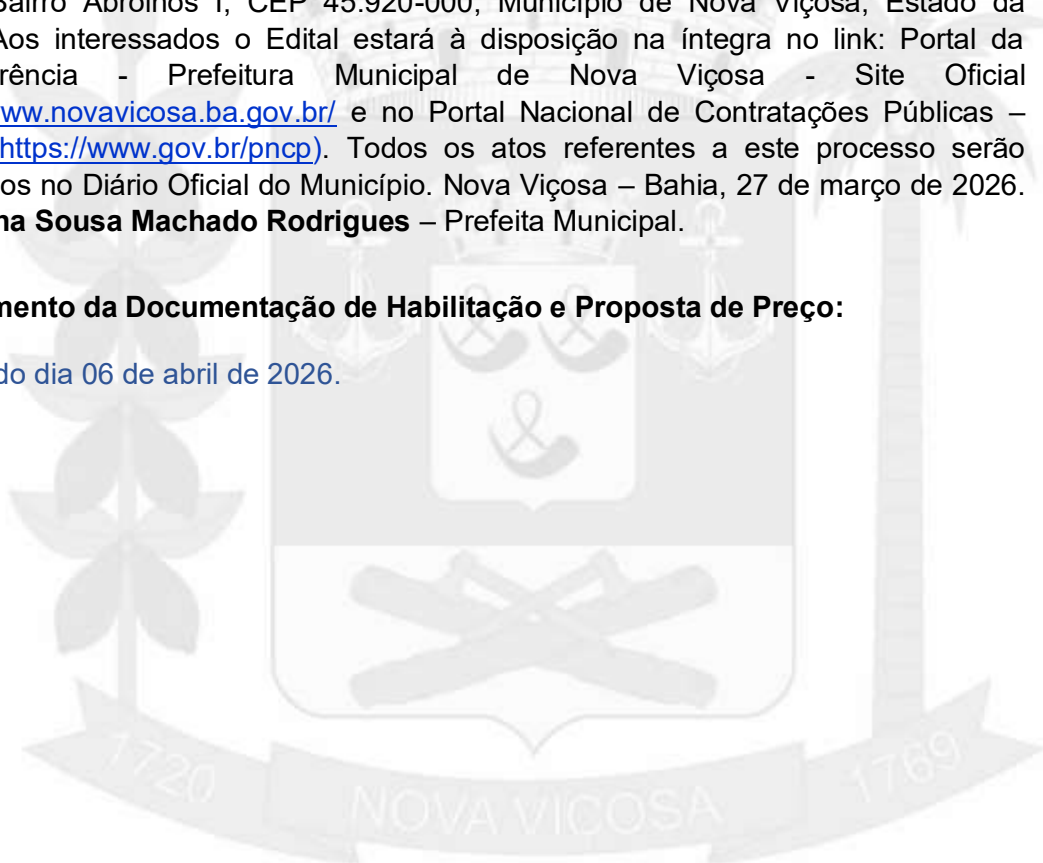 Bairro Abrolhos I, CEP 45.920-000, Município de Nova Viçosa, Estado da
Aos interessados o Edital estará à disposição na íntegra no link: Portal da
rência - Prefeitura Municipal de Nova Viçosa - Site Oficial
ww.novavicosa.ba.gov.br/ e no Portal Nacional de Contratações Públicas –
https://www.gov.br/pncp). Todos os atos referentes a este processo serão
os no Diário Oficial do Município. Nova Viçosa – Bahia, 27 de março de 2026.
na Sousa Machado Rodrigues – Prefeita Municipal.
mento da Documentação de Habilitação e Proposta de Preço:
do dia 06 de abril de 2026.
1720 NOVA VIÇOSA 1769